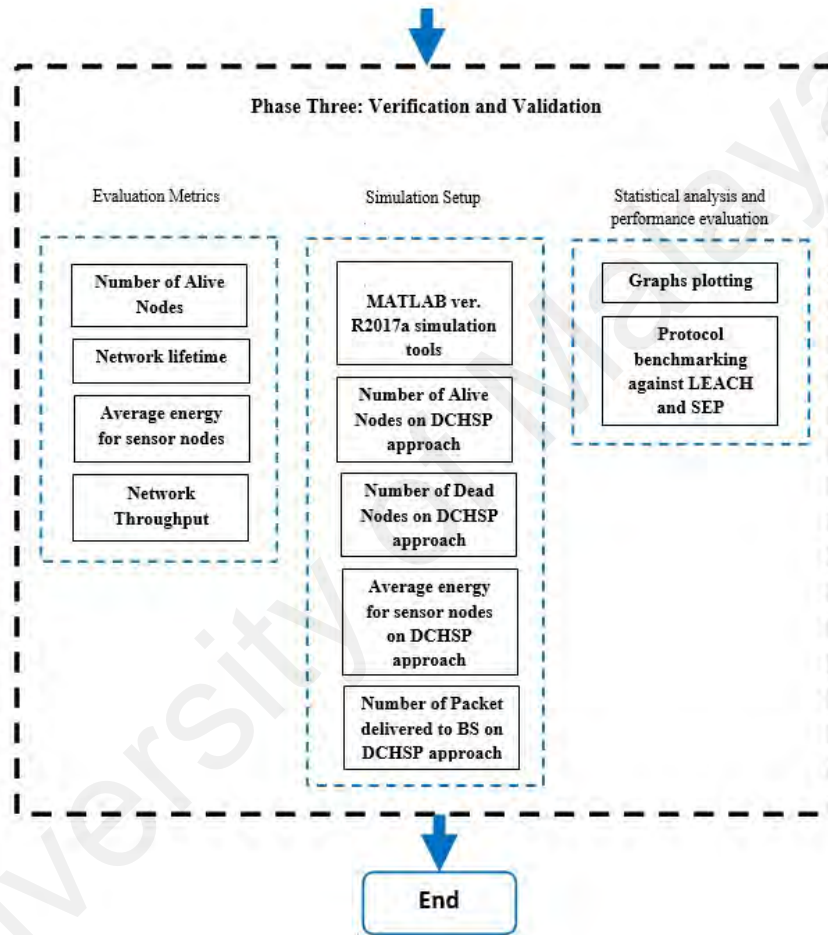 Phase Three: Verification and Validation
Evaluation Metrics
Number of Alive
Nodes
Network lifetime
Average energy
for sensor nodes
Network
Throughput
Simulation Setup
MATLAB ver.
R2017a simulation
tools
Number of Alive
Nodes on DCHSP
approach
Number of Dead
Nodes on DCHSP
approach
Average energy
for sensor nodes
on DCHSP
approach
Number of Packet
delivered to BS on
DCHSP approach
Statistical analysis and
performance evaluation
Graphs plotting
Protocol
benchmarking
against LEACH
and SEP
End
University of Malaya